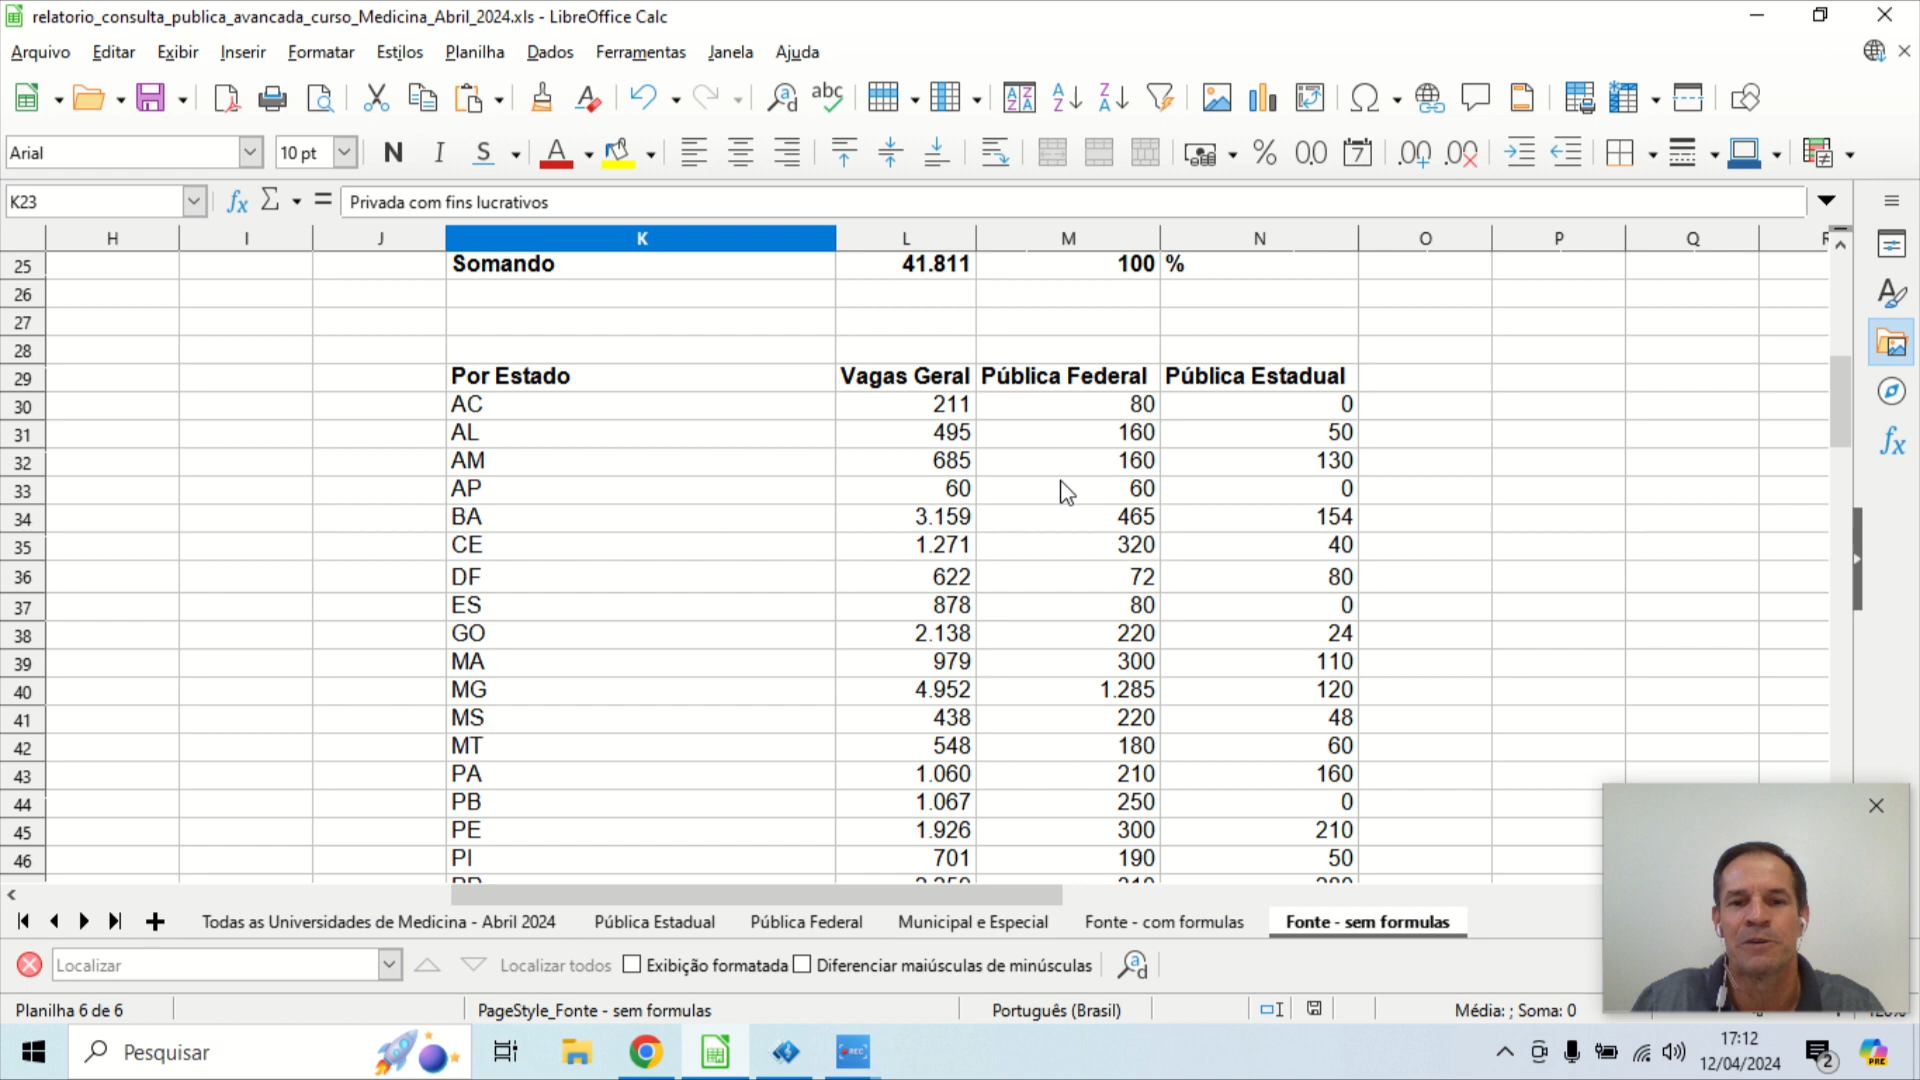 relatorio_consulta_publica_avancada_curso_Medicina_Abril_2024.xls - LibreOffice Calc
Arquivo Editar Exibir Inserir Formatar Estilos Planilha Dados Ferramentas Janela Ajuda
Arial 10 pt N I S A % 0,0 7 .00 .00
K23 fx Σ = Privada com fins lucrativos
H I J K L M N O P Q
25 Somando 41.811 100 %
26
27
28
29 Por Estado Vagas Geral Pública Federal Pública Estadual
30 AC 211 80 0
31 AL 495 160 50
32 AM 685 160 130
33 AP 60 60 0
34 BA 3.159 465 154
35 CE 1.271 320 40
36 DF 622 72 80
37 ES 878 80 0
38 GO 2.138 220 24
39 MA 979 300 110
40 MG 4.952 1.285 120
41 MS 438 220 48
42 MT 548 180 60
43 PA 1.060 210 160
44 PB 1.067 250 0
45 PE 1.926 300 210
46 PI 701 190 50
Todas as Universidades de Medicina - Abril 2024 Pública Estadual Pública Federal Municipal e Especial Fonte - com formulas Fonte - sem formulas
Localizar Localizar todos Exibição formatada Diferenciar maiúsculas de minúsculas
Planilha 6 de 6 PageStyle_Fonte - sem formulas Português (Brasil) Média: ; Soma: 0
Pesquisar REC 17:12
12/04/2024 2 PRE